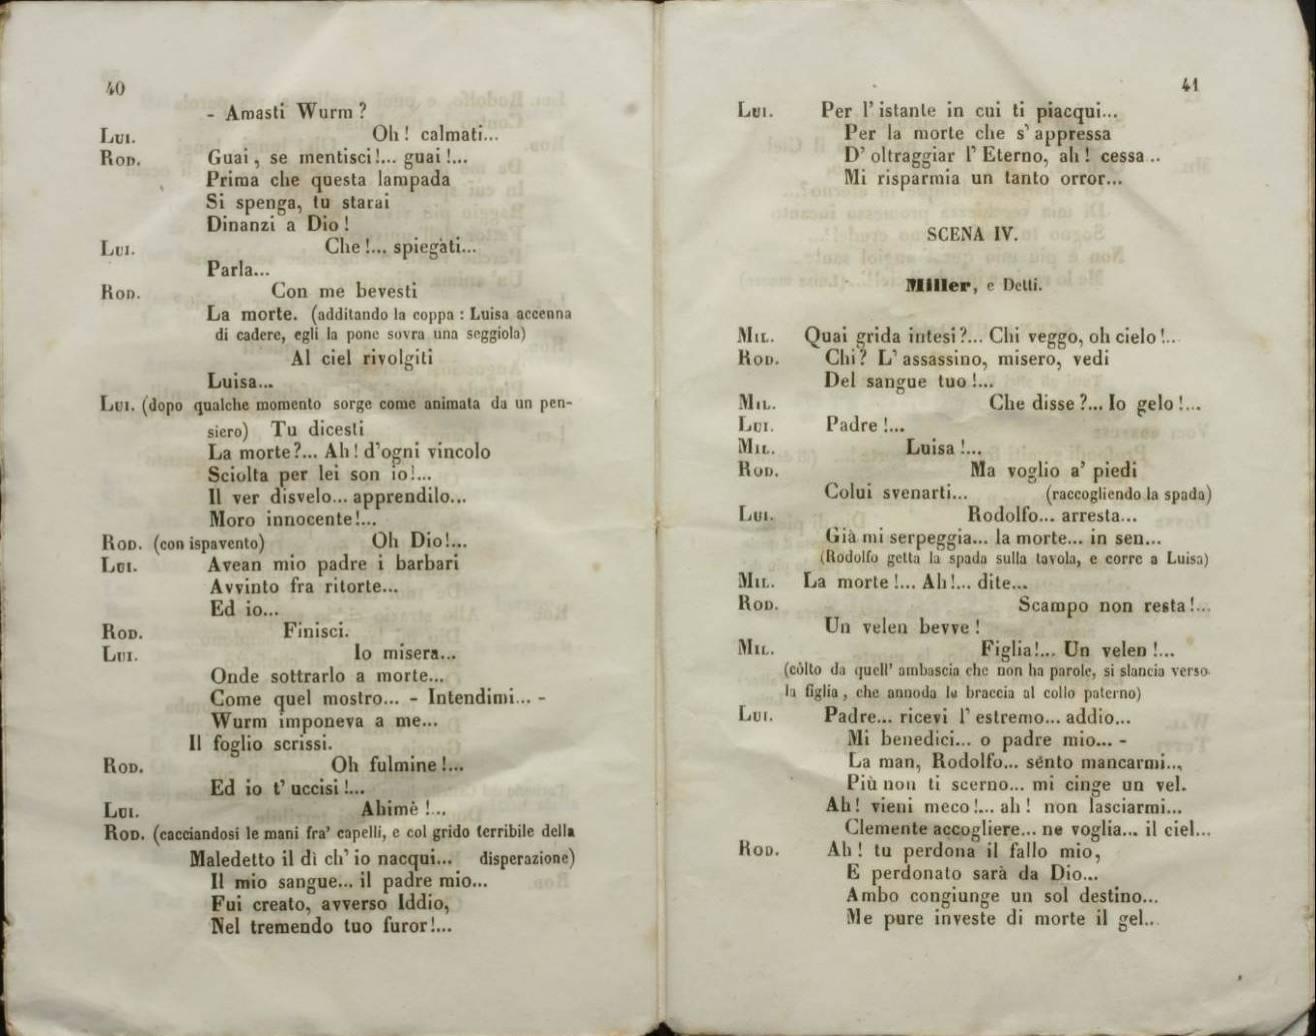 40
- Amasti Wurm ?
LUI. Oh ! calmati...
ROD. Guai , se mentisci !... guai !...
Prima che questa lampada
Si spenga, tu starai
Dinanzi a Dio !
LUI. Che !... spiegati...
Parla...
ROD. Con me bevesti
La morte. (additando la coppa : Luisa accenna
di cadere, egli la pone sovra una seggiola)
Al ciel rivolgiti
Luisa...
LUI. (dopo qualche momento sorge come animata da un pen-
siero) Tu dicesti
La morte ?... Ah ! d'ogni vincolo
Sciolta per lei son io !...
Il ver disvelo... apprendilo...
Moro innocente !...
ROD. (con ispavento) Oh Dio !...
LUI. Avean mio padre i barbari
Avvinto fra ritorte...
Ed io...
ROD. Finisci.
LUI. Io misera...
Onde sottrarlo a morte...
Come quel mostro... - Intendimi... -
Wurm imponeva a me...
Il foglio scrissi.
ROD. Oh fulmine !...
Ed io t' uccisi !...
LUI. Ahimè !...
ROD. (cacciandosi le mani fra' capelli, e col grido terribile della
Maledetto il dì ch' io nacqui... disperazione)
Il mio sangue... il padre mio...
Fui creato, avverso Iddio,
Nel tremendo tuo furor !...
41
LUI. Per l' istante in cui ti piacqui...
Per la morte che s' appressa
D' oltraggiar l' Eterno, ah ! cessa ..
Mi risparmia un tanto orror...
SCENA IV.
Miller, e Detti.
MIL. Quai grida intesi ?... Chi veggo, oh cielo !...
ROD. Chi ? L' assassino, misero, vedi
Del sangue tuo !...
MIL. Che disse ?... Io gelo !...
LUI. Padre !...
MIL. Luisa !...
ROD. Ma voglio a' piedi
Colui svenarti... (raccogliendo la spada)
LUI. Rodolfo... arresta...
Già mi serpeggia... la morte... in sen...
(Rodolfo getta la spada sulla tavola, e corre a Luisa)
MIL. La morte !... Ah !... dite...
ROD. Scampo non resta !...
Un velen bevve !
MIL. Figlia !... Un velen !...
(còlto da quell' ambascia che non ha parole, si slancia verso
la figlia , che annoda le braccia al collo paterno)
LUI. Padre... ricevi l' estremo... addio...
Mi benedici... o padre mio... -
La man, Rodolfo... sento mancarmi...
Più non ti scerno... mi cinge un vel.
Ah ! vieni meco !... ah ! non lasciarmi...
Clemente accogliere... ne voglia... il ciel...
ROD. Ah ! tu perdona il fallo mio,
E perdonato sarà da Dio...
Ambo congiunge un sol destino...
Me pure investe di morte il gel...